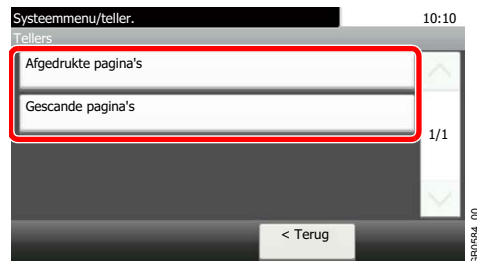 Systeemmenu/teller.
10:10
Tellers
Afgedrukte pagina's
Gescande pagina's
1/1
< Terug
GB0584_00